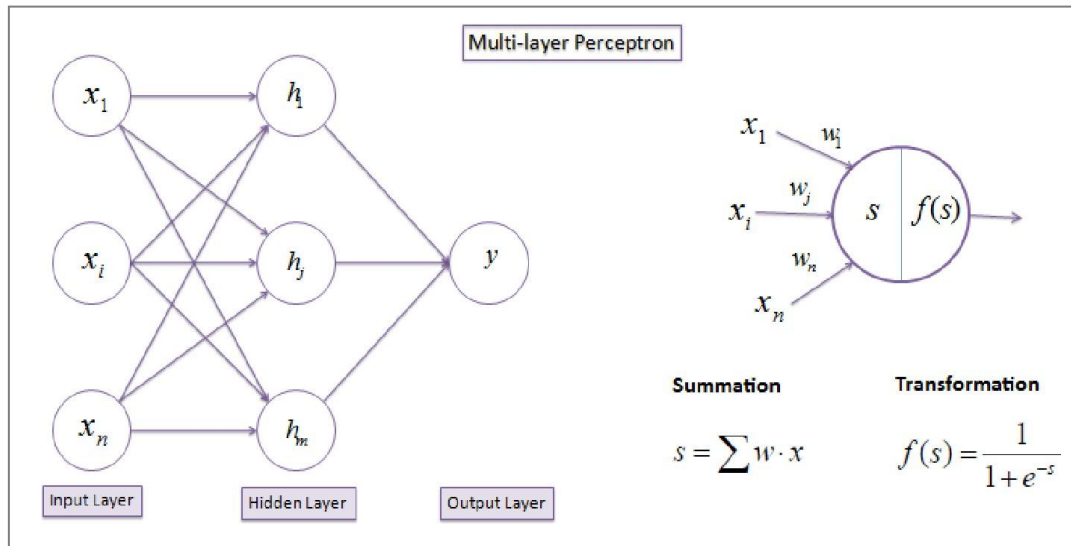 Multi-layer Perceptron
x₁
h₁
xᵢ
hⱼ
y
xₙ
hₘ
Input Layer
Hidden Layer
Output Layer
x₁ w₁
xᵢ wⱼ
s f(s)
wₙ
xₙ
Summation Transformation
s = ∑ w · x
f(s) = 1 / (1 + e⁻ˢ)